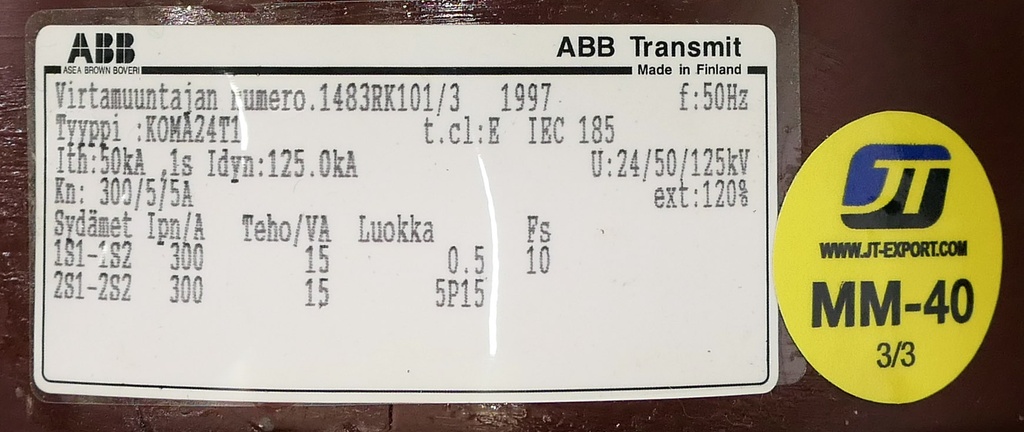 ABB
ASEA BROWN BOVERI
ABB Transmit
Made in Finland
Virtamuuntajan numero.1483RK101/3 1997 f:50Hz
Tyyppi :KOMA24T1 t.cl:E IEC 185
Ith:50kA ,1s Idyn:125.0kA U:24/50/125kV
Kn: 300/5/5A ext:120%
Sydämet Ipn/A Teho/VA Luokka Fs
1S1-1S2 300 15 0.5 10
2S1-2S2 300 15 5P15
JT
WWW.JT-EXPORT.COM
MM-40
3/3